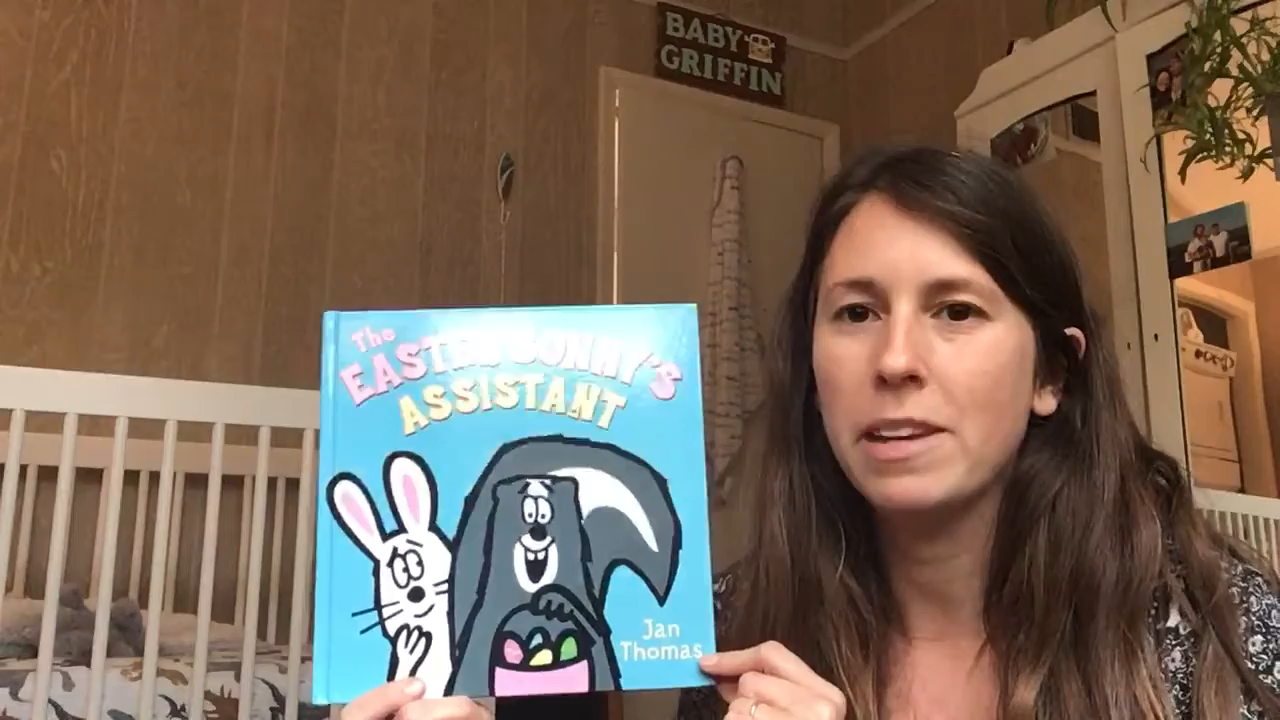 BABY
GRIFFIN
The
EASTER BUNNY'S
ASSISTANT
Jan
Thomas